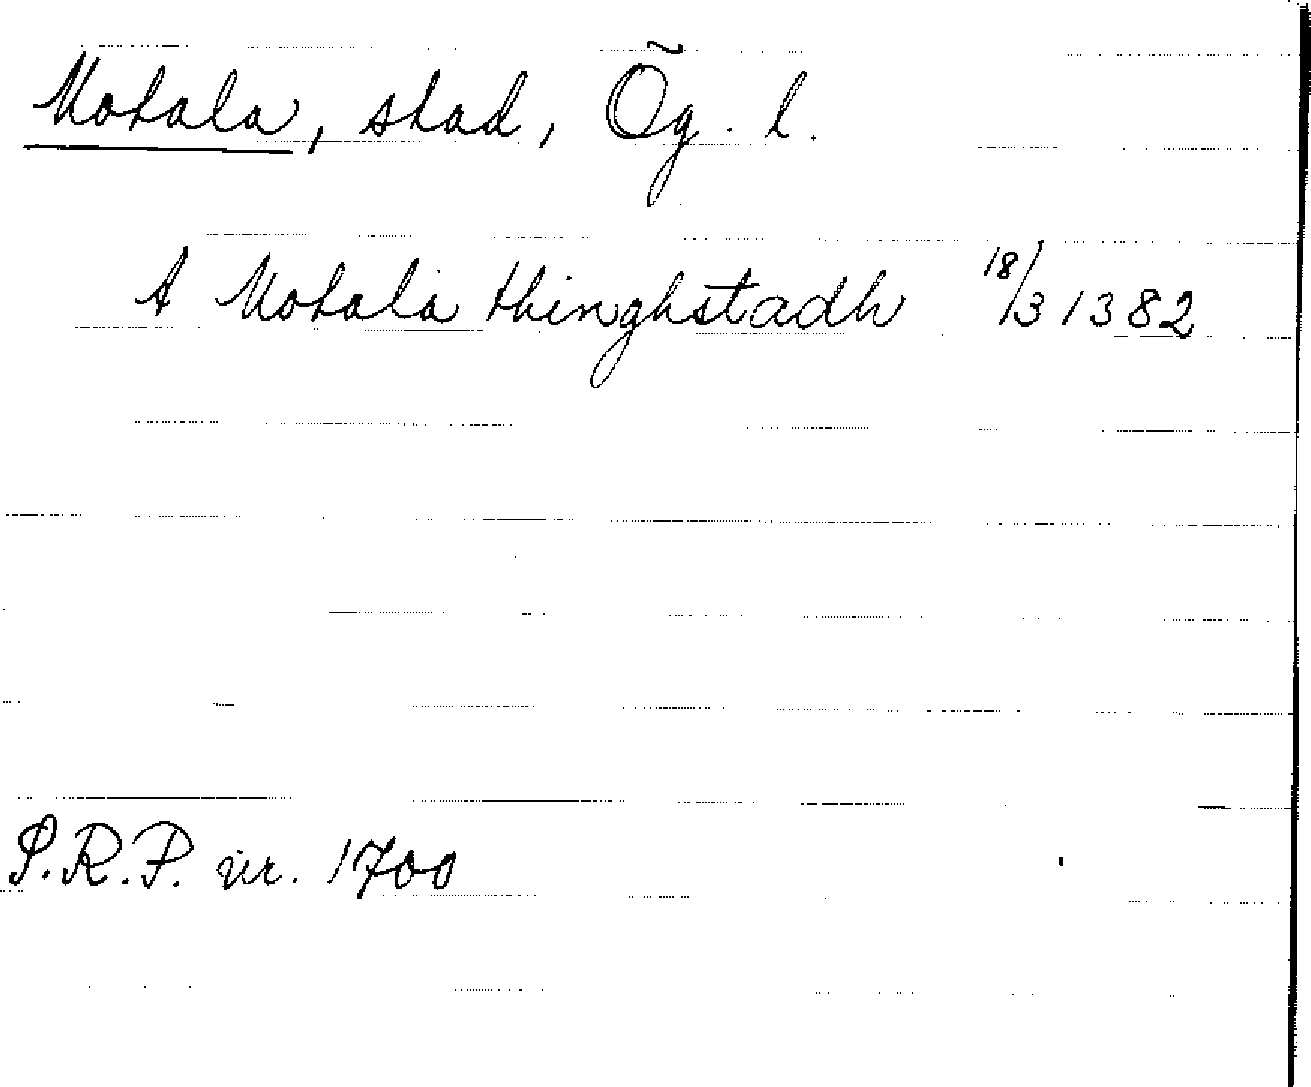 Motala, stad, Ög. l.
A Motala thinghstadh 18/3 1382
S.R.P. nr. 1700